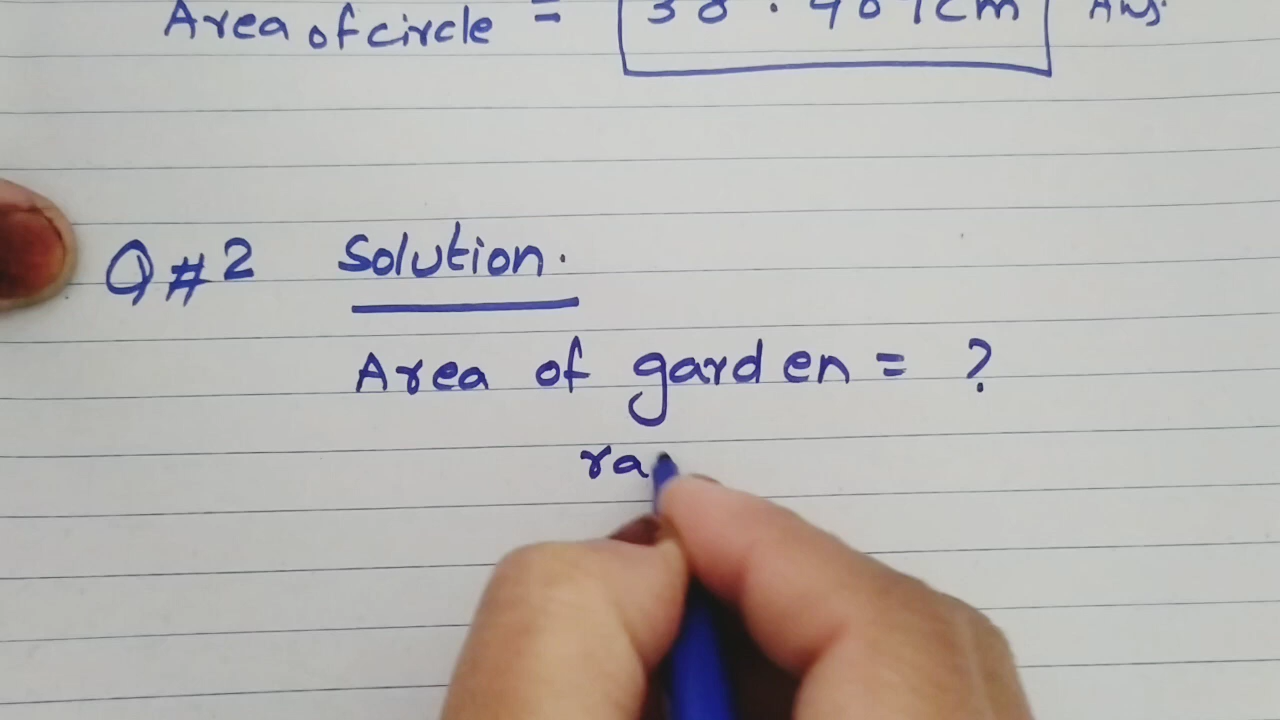 Area of circle =
Q#2 Solution.
Area of garden = ?
ra